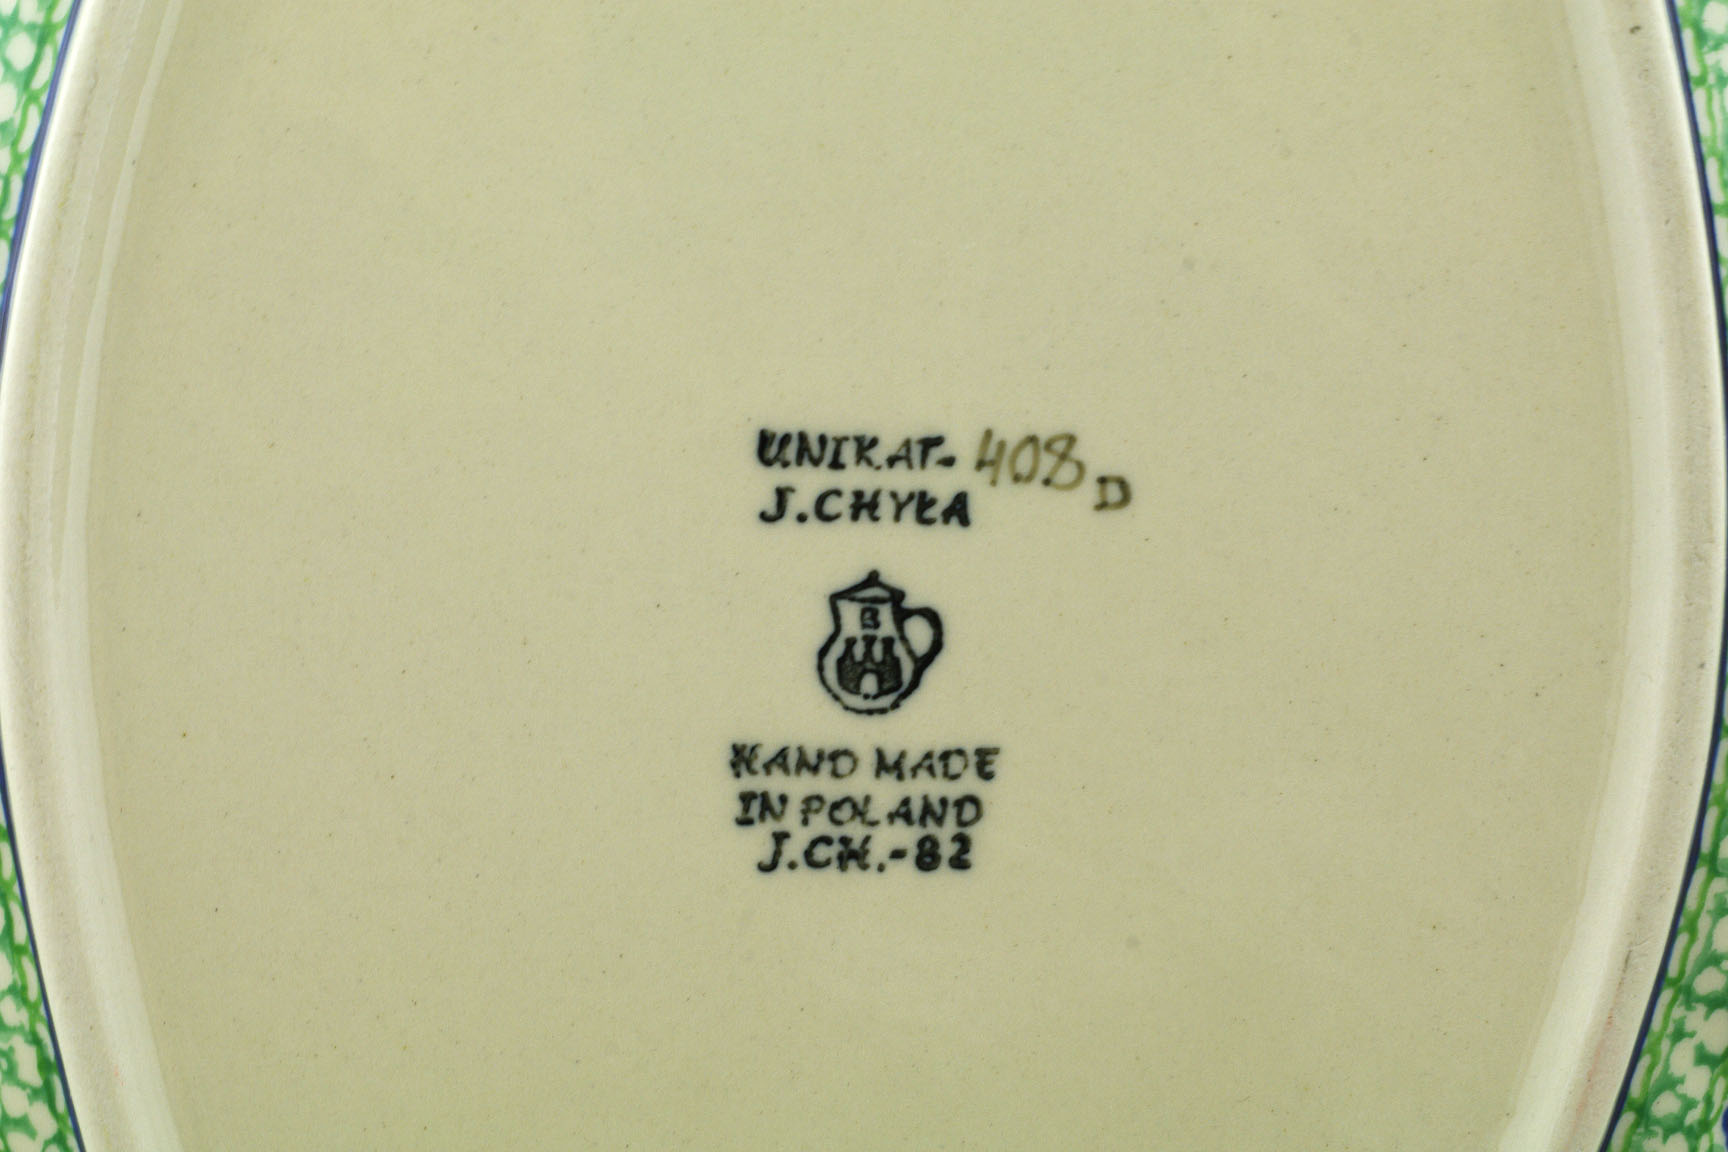 UNIKAT- 408 D
J.CHYŁA
B
HAND MADE
IN POLAND
J.CH.-82